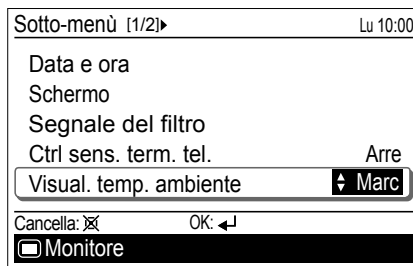 Sotto-menù [1/2] Lu 10:00
Data e ora
Schermo
Segnale del filtro
Ctrl sens. term. tel. Arre
Visual. temp. ambiente Marc
Cancella: OK:
Monitore